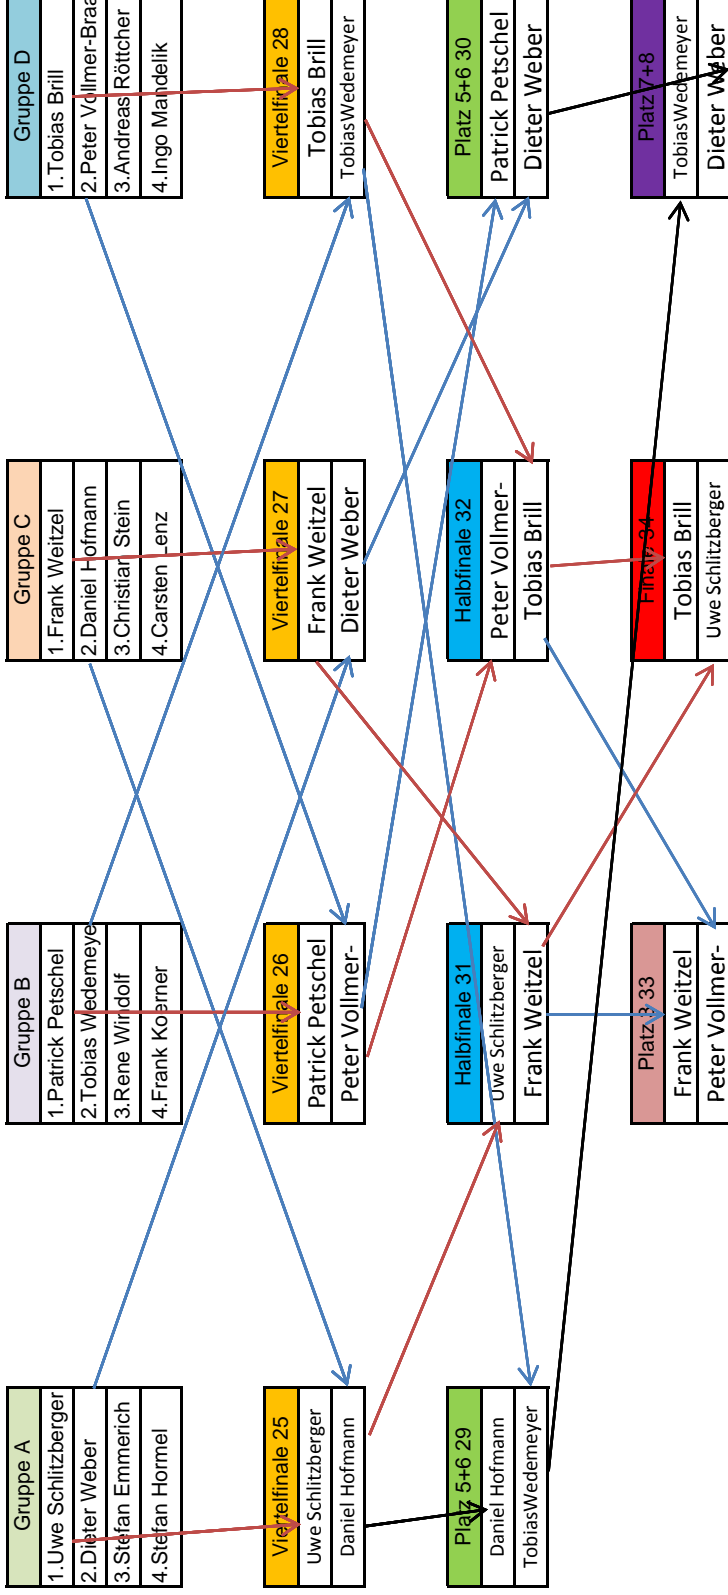 Gruppe A
1.Uwe Schlitzberger
2.Dieter Weber
3.Stefan Emmerich
4.Stefan Hormel
Gruppe B
1.Patrick Petschel
2.Tobias Wedemeye
3.Rene Windolf
4.Frank Koerner
Gruppe C
1.Frank Weitzel
2.Daniel Hofmann
3.Christian Stein
4.Carsten Lenz
Gruppe D
1.Tobias Brill
2.Peter Vollmer-Braa
3.Andreas Röttcher
4.Ingo Mandelik
Viertelfinale 25
Uwe Schlitzberger
Daniel Hofmann
Viertelfinale 26
Patrick Petschel
Peter Vollmer-
Viertelfinale 27
Frank Weitzel
Dieter Weber
Viertelfinale 28
Tobias Brill
TobiasWedemeyer
Platz 5+6 29
Daniel Hofmann
TobiasWedemeyer
Halbfinale 31
Uwe Schlitzberger
Frank Weitzel
Halbfinale 32
Peter Vollmer-
Tobias Brill
Platz 5+6 30
Patrick Petschel
Dieter Weber
Platz 3 33
Frank Weitzel
Peter Vollmer-
Finale 34
Tobias Brill
Uwe Schlitzberger
Platz 7+8
TobiasWedemeyer
Dieter Weber